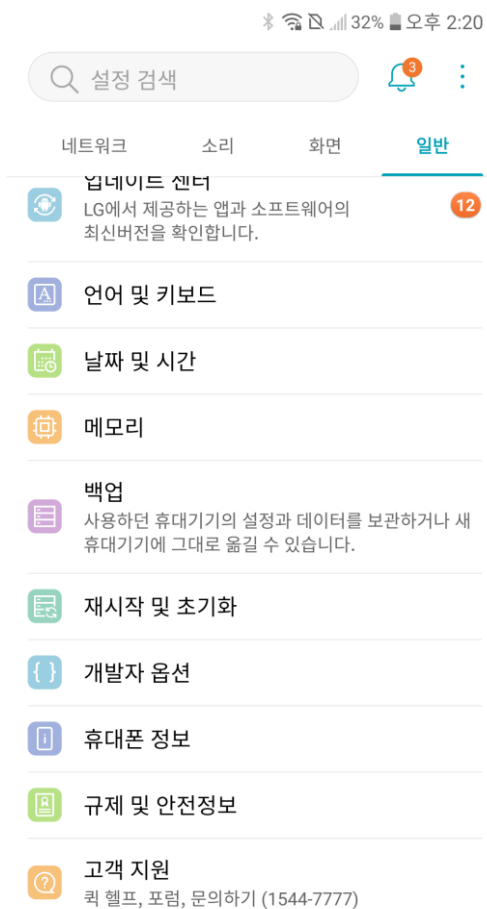 32% 오후 2:20
설정 검색 3
네트워크 소리 화면 일반
업데이트 센터
LG에서 제공하는 앱과 소프트웨어의
최신버전을 확인합니다.
12
언어 및 키보드
날짜 및 시간
메모리
백업
사용하던 휴대기기의 설정과 데이터를 보관하거나 새
휴대기기에 그대로 옮길 수 있습니다.
재시작 및 초기화
개발자 옵션
휴대폰 정보
규제 및 안전정보
고객 지원
퀵 헬프, 포럼, 문의하기 (1544-7777)